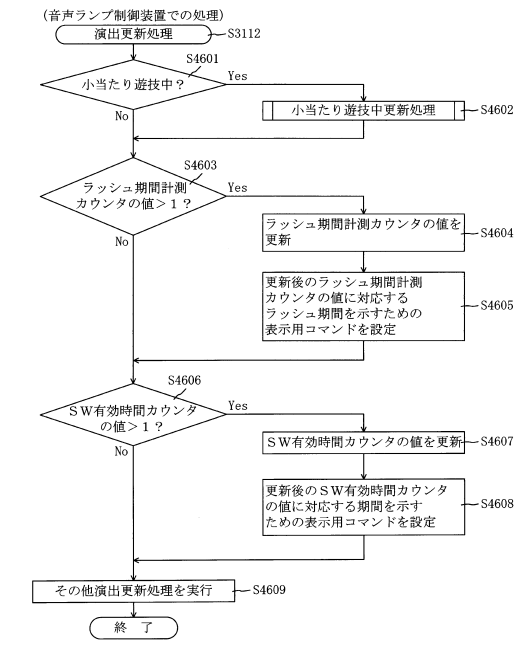 (音声ランプ制御装置での処理)
演出更新処理
S3112
S4601
小当たり遊技中？
Yes
No
小当たり遊技中更新処理
S4602
S4603
ラッシュ期間計測
カウンタの値＞１？
Yes
No
ラッシュ期間計測カウンタの値を
更新
S4604
更新後のラッシュ期間計測
カウンタの値に対応する
ラッシュ期間を示すための
表示用コマンドを設定
S4605
S4606
ＳＷ有効時間カウンタ
の値＞１？
Yes
No
ＳＷ有効時間カウンタの値を更新
S4607
更新後のＳＷ有効時間カウンタ
の値に対応する期間を示す
ための表示用コマンドを設定
S4608
その他演出更新処理を実行
S4609
終 了